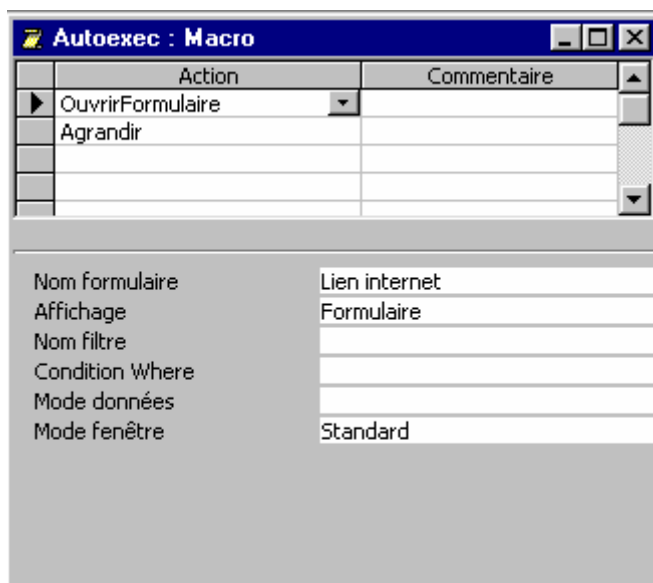 Autoexec : Macro
Action Commentaire
OuvrirFormulaire
Agrandir
Nom formulaire Lien internet
Affichage Formulaire
Nom filtre
Condition Where
Mode données
Mode fenêtre Standard